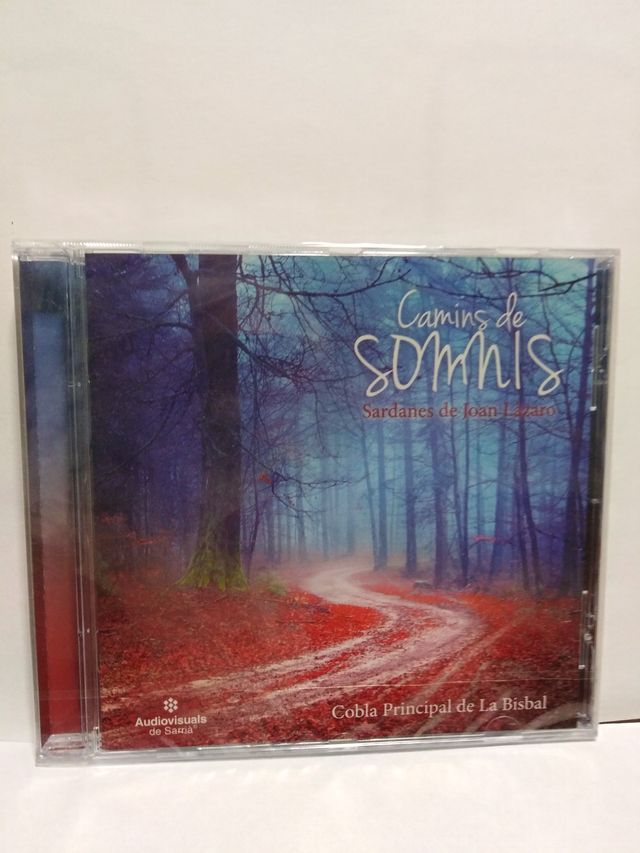 Camins de
SOMNIS
Sardanes de Joan Lázaro
Cobla Principal de La Bisbal
Audiovisuals
de Sarrià